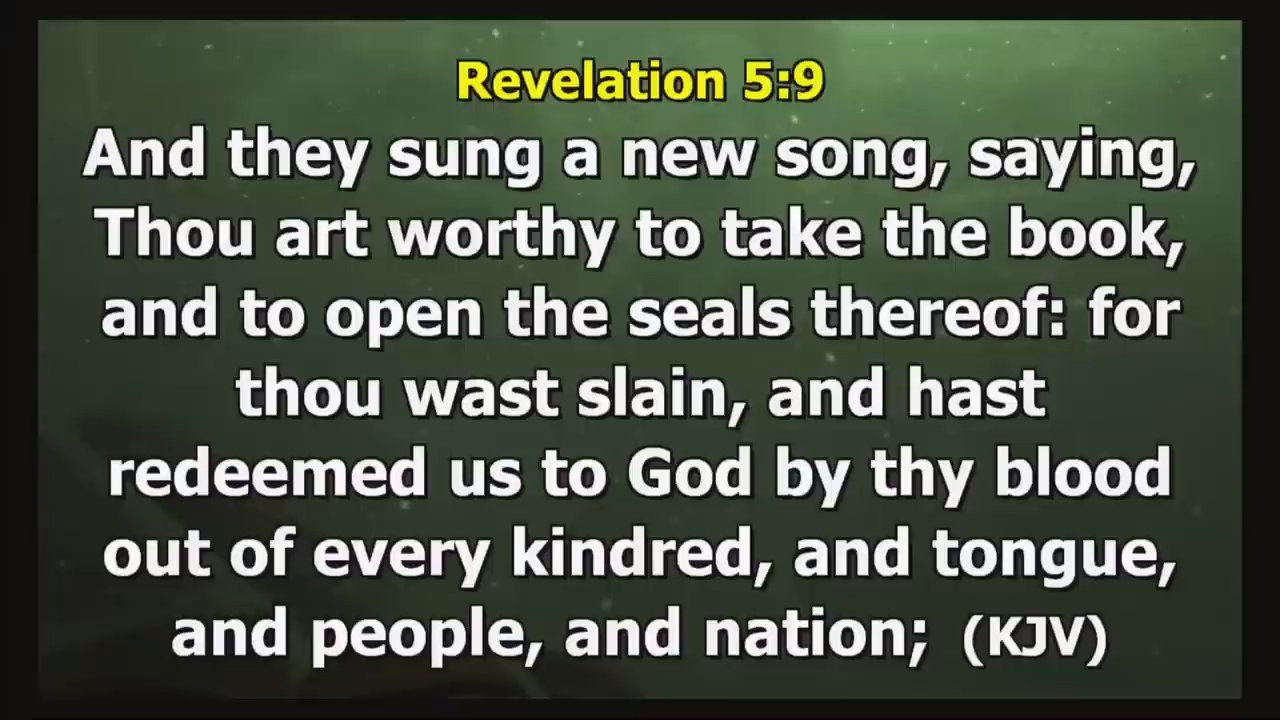 Revelation 5:9
And they sung a new song, saying,
Thou art worthy to take the book,
and to open the seals thereof: for
thou wast slain, and hast
redeemed us to God by thy blood
out of every kindred, and tongue,
and people, and nation; (KJV)